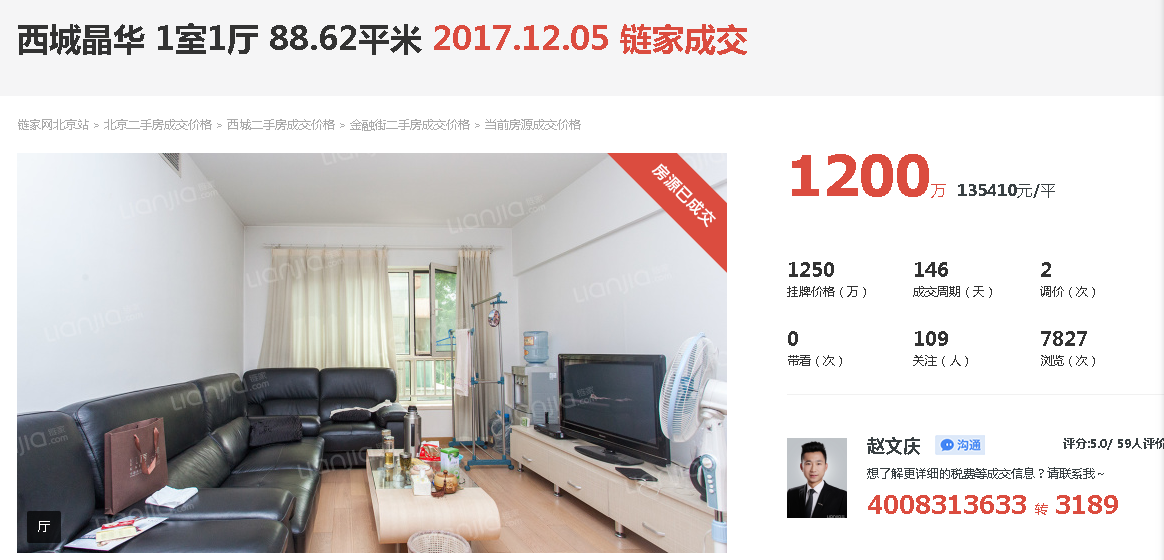 西城晶华 1室1厅 88.62平米 2017.12.05 链家成交
链家网北京站 > 北京二手房成交价格 > 西城二手房成交价格 > 金融街二手房成交价格 > 当前房源成交价格
房源已成交
厅
1200万 135410元/平
1250 146 2
挂牌价格（万） 成交周期（天） 调价（次）
0 109 7827
带看（次） 关注（人） 浏览（次）
赵文庆 沟通 评分:5.0/ 59人评价
想了解更详细的税费等成交信息？请联系我～
4008313633 转 3189